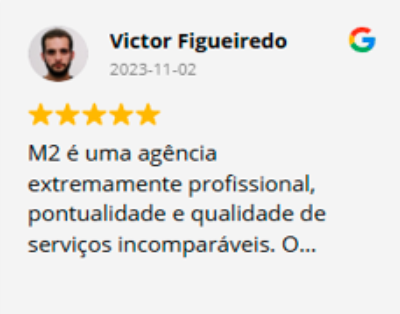 Victor Figueiredo
2023-11-02
M2 é uma agência
extremamente profissional,
pontualidade e qualidade de
serviços incomparáveis. O...